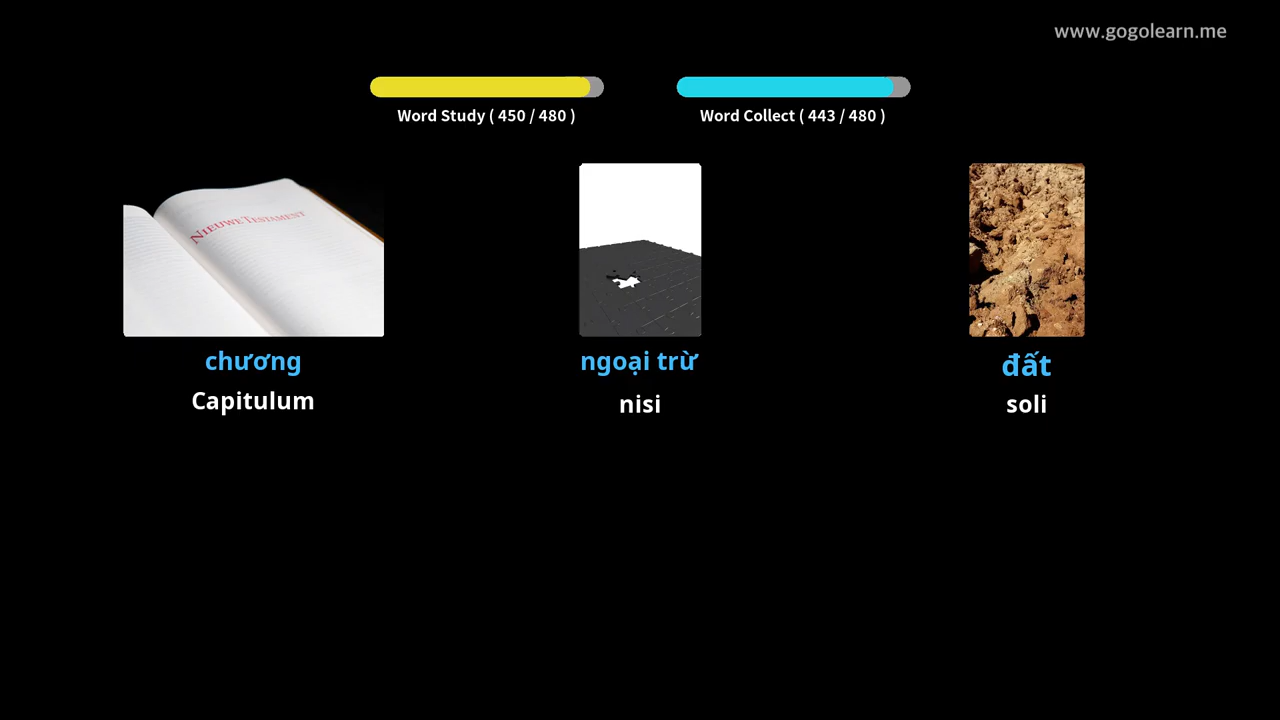 www.gogolearn.me
Word Study ( 450 / 480 )
Word Collect ( 443 / 480 )
NIEUWE TESTAMENT
chương
ngoại trừ
đất
Capitulum
nisi
soli